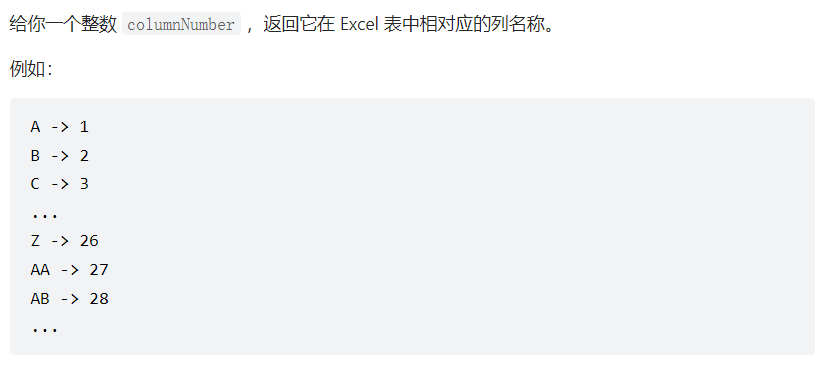 给你一个整数 columnNumber ，返回它在 Excel 表中相对应的列名称。
例如：
A -> 1
B -> 2
C -> 3
...
Z -> 26
AA -> 27
AB -> 28
...